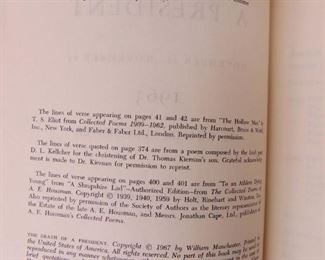 A PRESIDENT
1963
The lines of verse appearing on pages 41 and 42 are from "The Hollow Men," by
T. S. Eliot from Collected Poems 1909-1962, published by Harcourt, Brace & World,
Inc., New York, and Faber & Faber Ltd., London. Reprinted by permission.
The lines of verse quoted on page 374 are from a poem composed by the Irish poet
D. L. Kelleher for the christening of Dr. Thomas Kiernan's son. Grateful acknowledg-
ment is made to Dr. Kiernan for permission to reprint.
The lines of verse appearing on pages 400 and 401 are from "To an Athlete Dying
Young" from "A Shropshire Lad"—Authorized Edition—from The Collected Poems of
A. E. Housman. Copyright © 1939, 1940, 1959 by Holt, Rinehart and Winston, Inc.
Reprinted by permission of the Society of Authors as the literary representative of
the Estate of the late A. E. Housman, and Messrs. Jonathan Cape, Ltd., publishers of
A. E. Housman's Collected Poems.
THE DEATH OF A PRESIDENT. Copyright © 1967 by William Manchester. Printed in
the United States of America. All rights reserved. No part of this book may be used or
reproduced in any manner
brief quotations